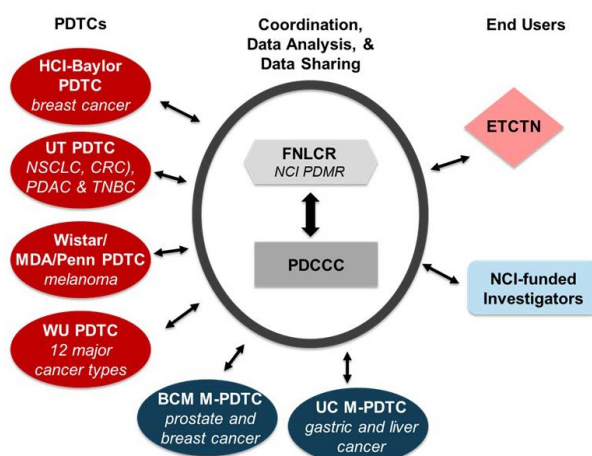 PDTCs
HCI-Baylor
PDTC
breast cancer
UT PDTC
NSCLC, CRC),
PDAC & TNBC
Wistar/
MDA/Penn PDTC
melanoma
WU PDTC
12 major
cancer types
BCM M-PDTC
prostate and
breast cancer
UC M-PDTC
gastric and liver
cancer
Coordination,
Data Analysis, &
Data Sharing
FNLCR
NCI PDMR
PDCCC
End Users
ETCTN
NCI-funded
Investigators